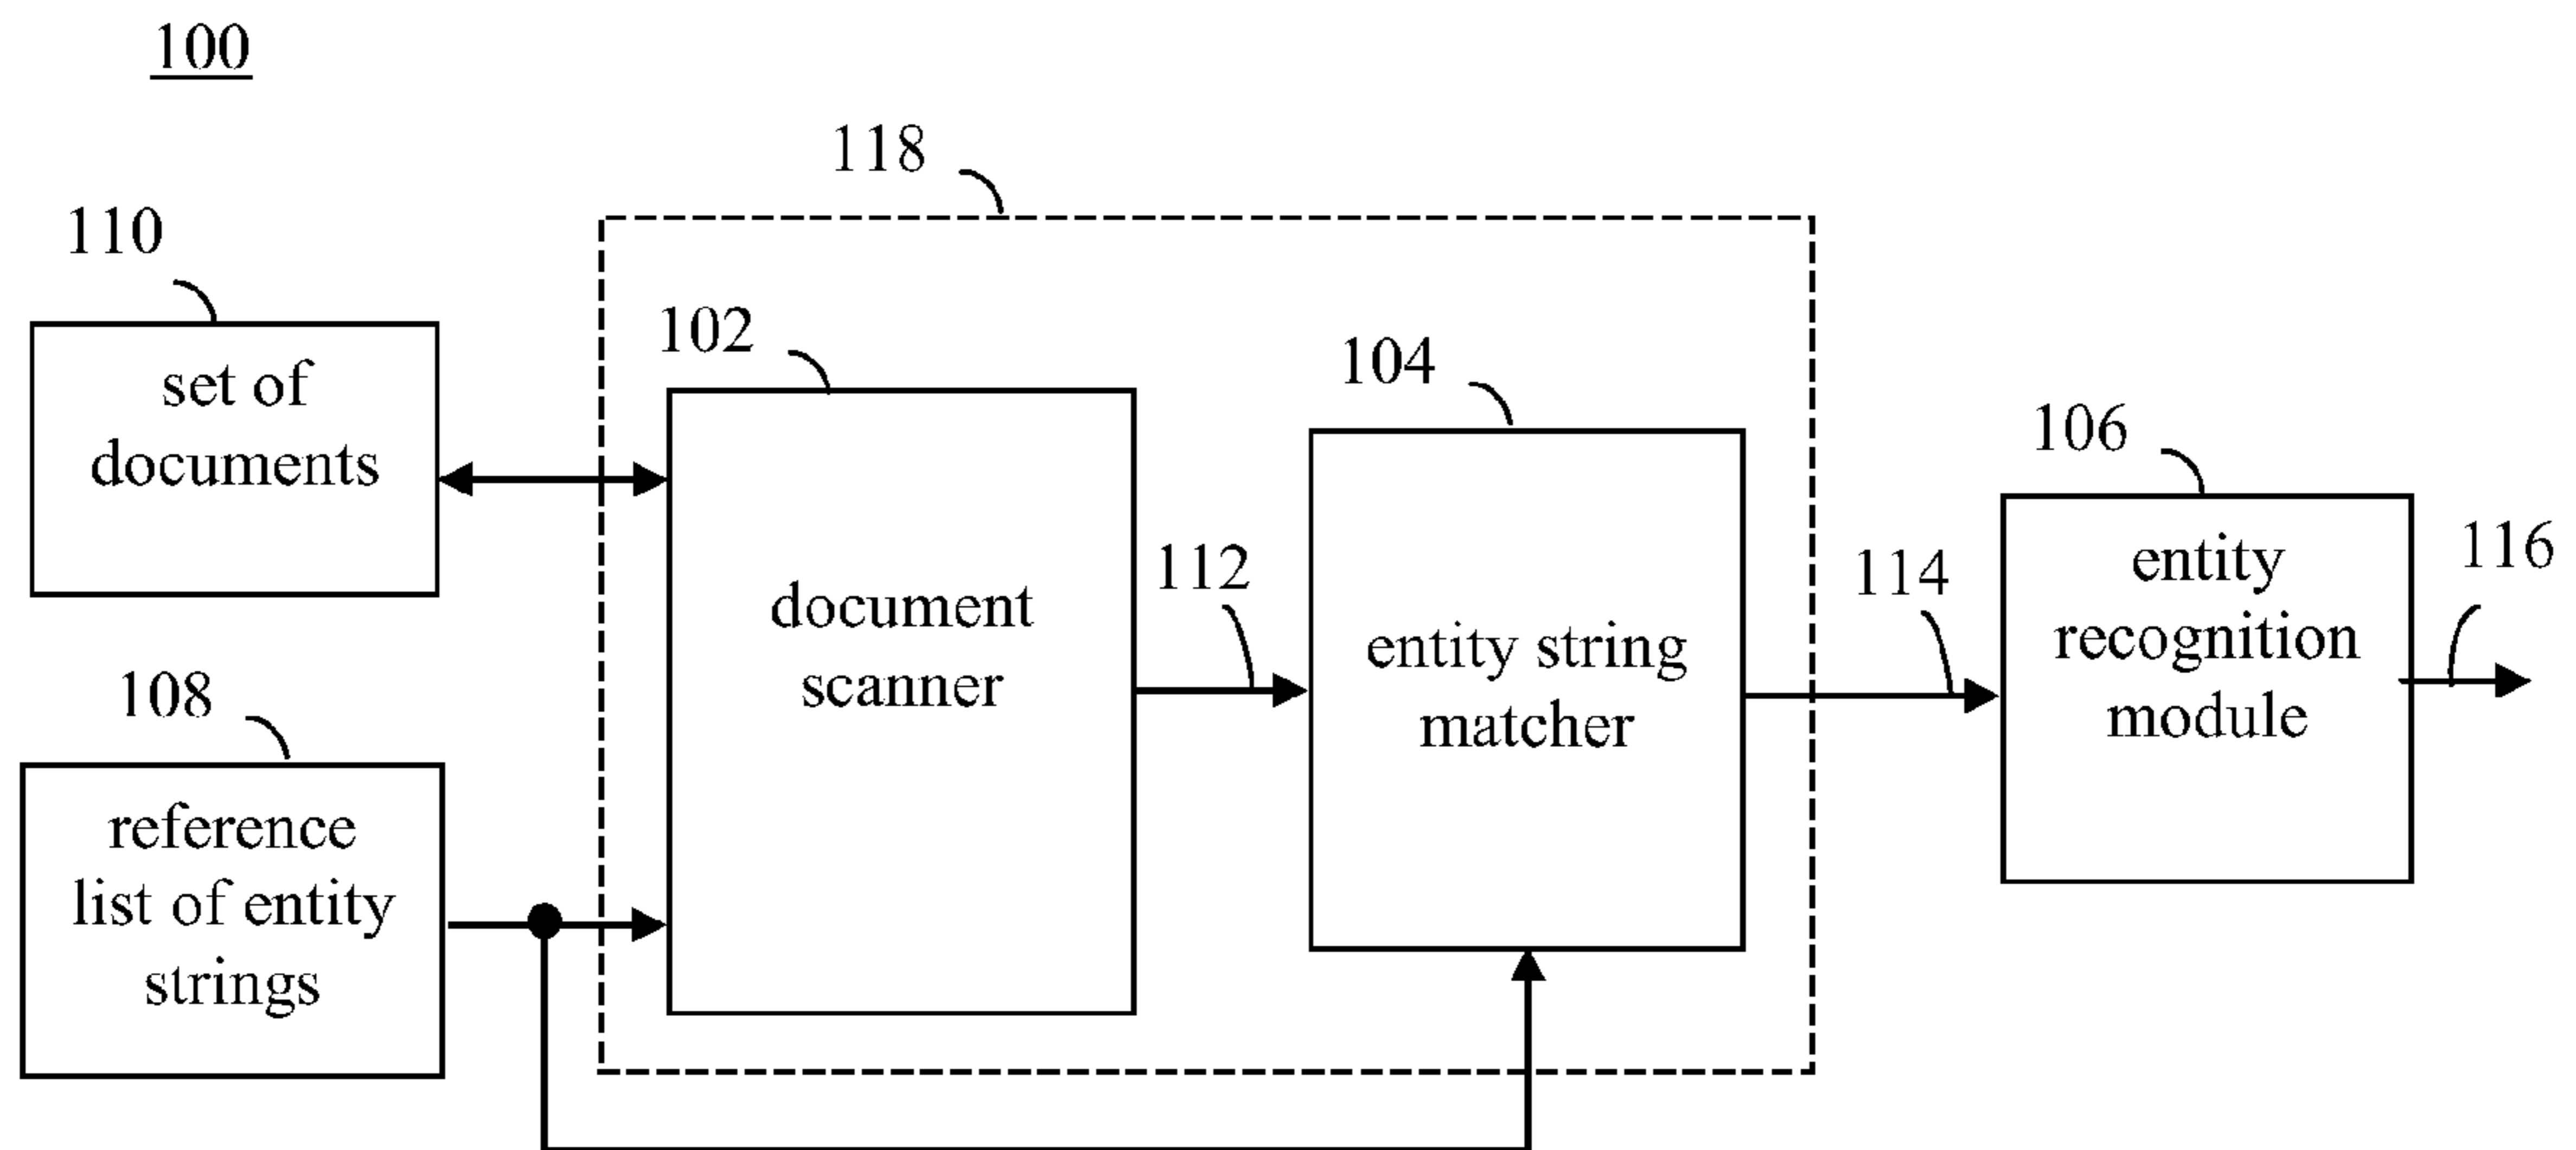 100
118
110
set of
documents
102
document
scanner
104
entity string
matcher
112
106
entity
recognition
module
114
116
108
reference
list of entity
strings